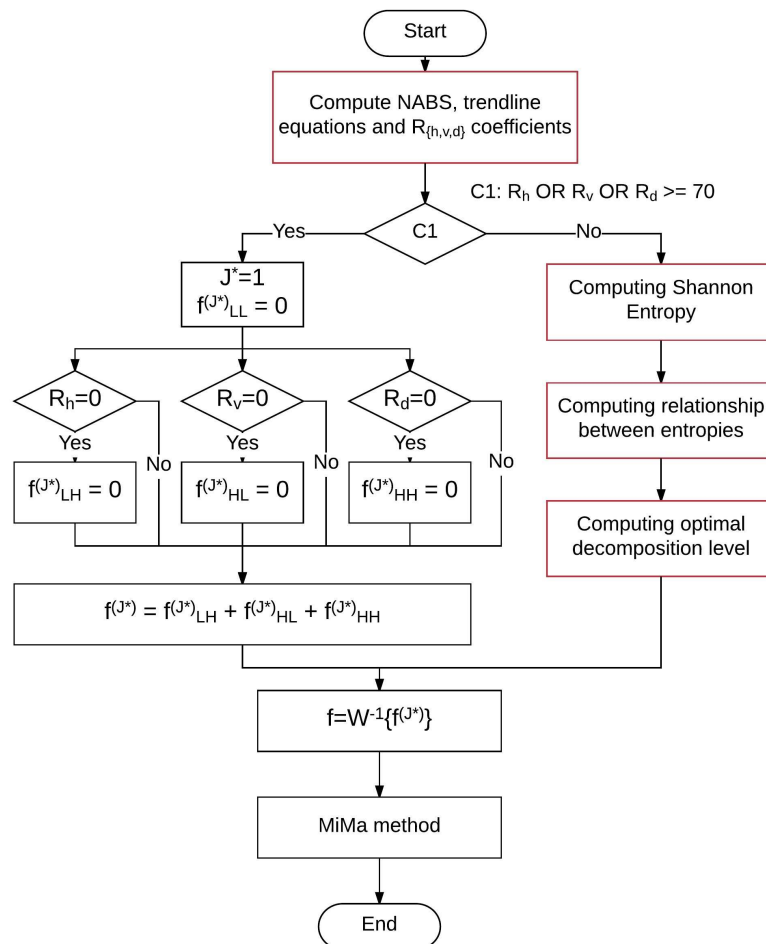 Start
Compute NABS, trendline
equations and R{h,v,d} coefficients
C1: Rh OR Rv OR Rd >= 70
C1
Yes
No
J*=1
f(J*)LL = 0
Computing Shannon
Entropy
Rh=0
Rv=0
Rd=0
Computing relationship
between entropies
Yes
No
Yes
No
Yes
No
f(J*)LH = 0
f(J*)HL = 0
f(J*)HH = 0
Computing optimal
decomposition level
f(J*) = f(J*)LH + f(J*)HL + f(J*)HH
f=W-1{f(J*)}
MiMa method
End